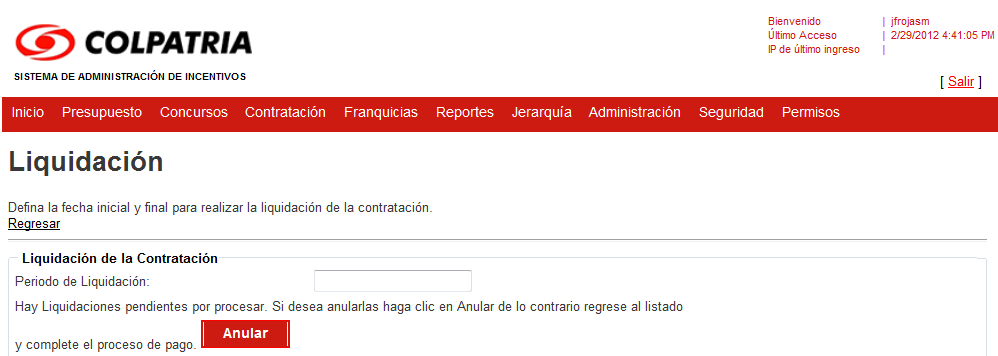 COLPATRIA
SISTEMA DE ADMINISTRACIÓN DE INCENTIVOS
Bienvenido | jfrojasm
Último Acceso | 2/29/2012 4:41:05 PM
IP de último ingreso |
[ Salir ]
Inicio Presupuesto Concursos Contratación Franquicias Reportes Jerarquía Administración Seguridad Permisos
Liquidación
Defina la fecha inicial y final para realizar la liquidación de la contratación.
Regresar
Liquidación de la Contratación
Periodo de Liquidación:
Hay Liquidaciones pendientes por procesar. Si desea anularlas haga clic en Anular de lo contrario regrese al listado
y complete el proceso de pago. Anular